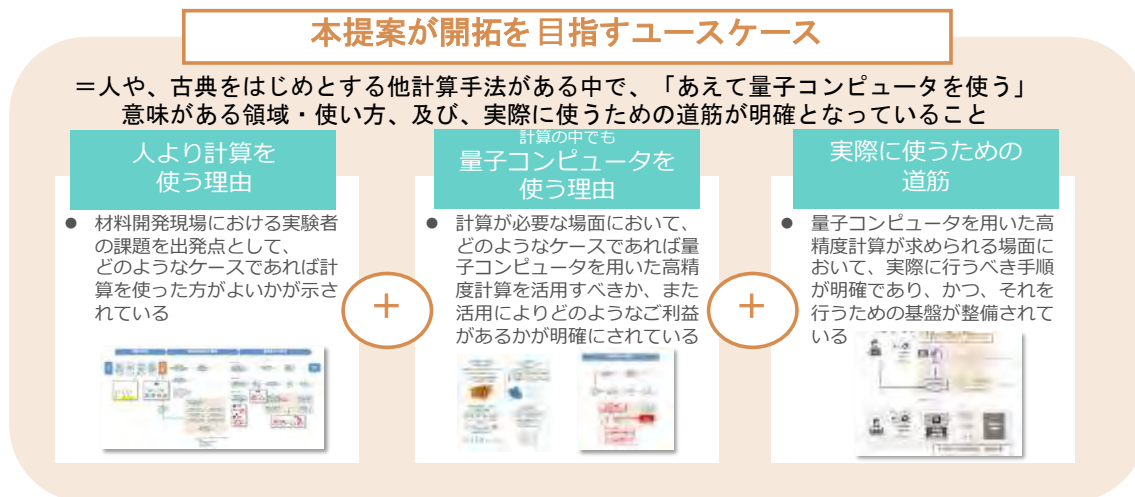 本提案が開拓を目指すユースケース
＝人や、古典をはじめとする他計算手法がある中で、「あえて量子コンピュータを使う」
意味がある領域・使い方、及び、実際に使うための道筋が明確となっていること
人より計算を
使う理由
● 材料開発現場における実験者
の課題を出発点として、
どのようなケースであれば計
算を使った方がよいかが示さ
れている
+
計算の中でも
量子コンピュータを
使う理由
● 計算が必要な場面において、
どのようなケースであれば量
子コンピュータを用いた高精
度計算を活用すべきか、また
活用によりどのようなご利益
があるかが明確にされている
+
実際に使うための
道筋
● 量子コンピュータを用いた高
精度計算が求められる場面に
おいて、実際に行うべき手順
が明確であり、かつ、それを
行うための基盤が整備されて
いる